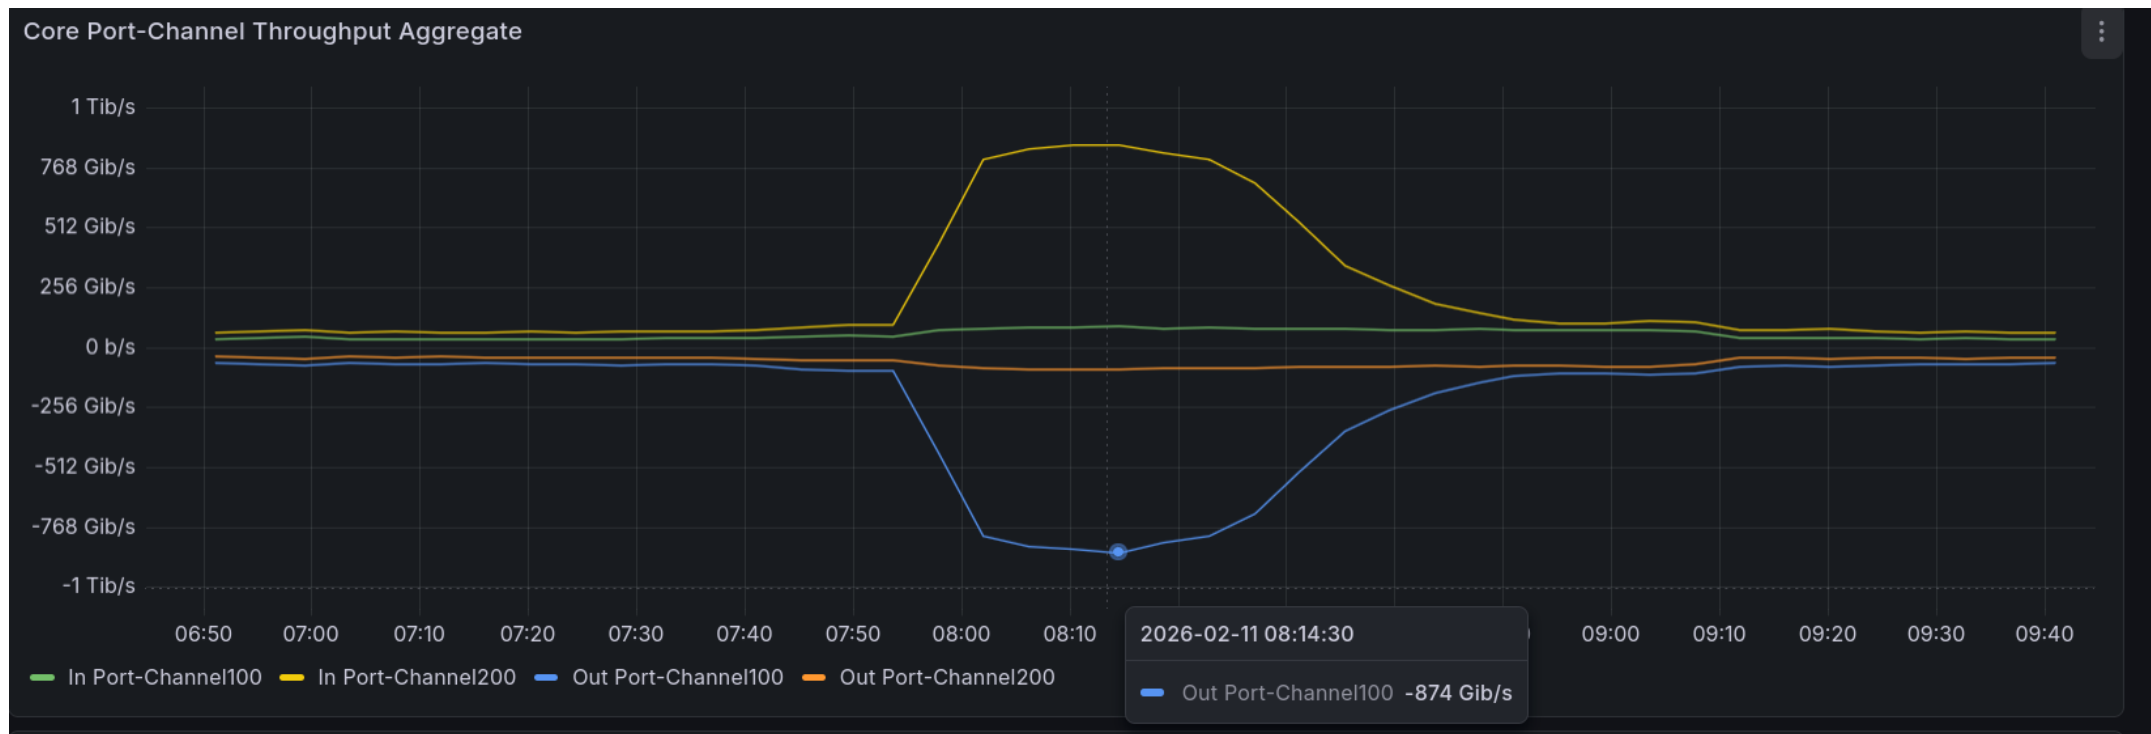 Core Port-Channel Throughput Aggregate
1 Tib/s
768 Gib/s
512 Gib/s
256 Gib/s
0 b/s
-256 Gib/s
-512 Gib/s
-768 Gib/s
-1 Tib/s
06:50 07:00 07:10 07:20 07:30 07:40 07:50 08:00 08:10 09:00 09:10 09:20 09:30 09:40
2026-02-11 08:14:30
Out Port-Channel100 -874 Gib/s
In Port-Channel100 In Port-Channel200 Out Port-Channel100 Out Port-Channel200